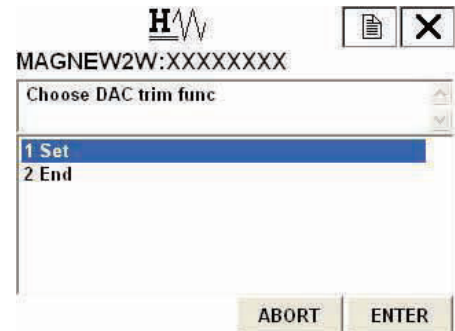 H
MAGNEW2W:XXXXXXXX
Choose DAC trim func
1 Set
2 End
ABORT ENTER